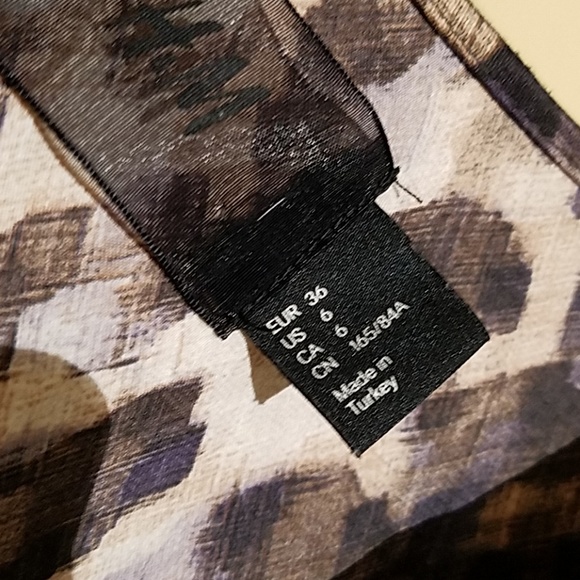 EUR 36
US 6
CA 6
CN 165/84A
Made in
Turkey